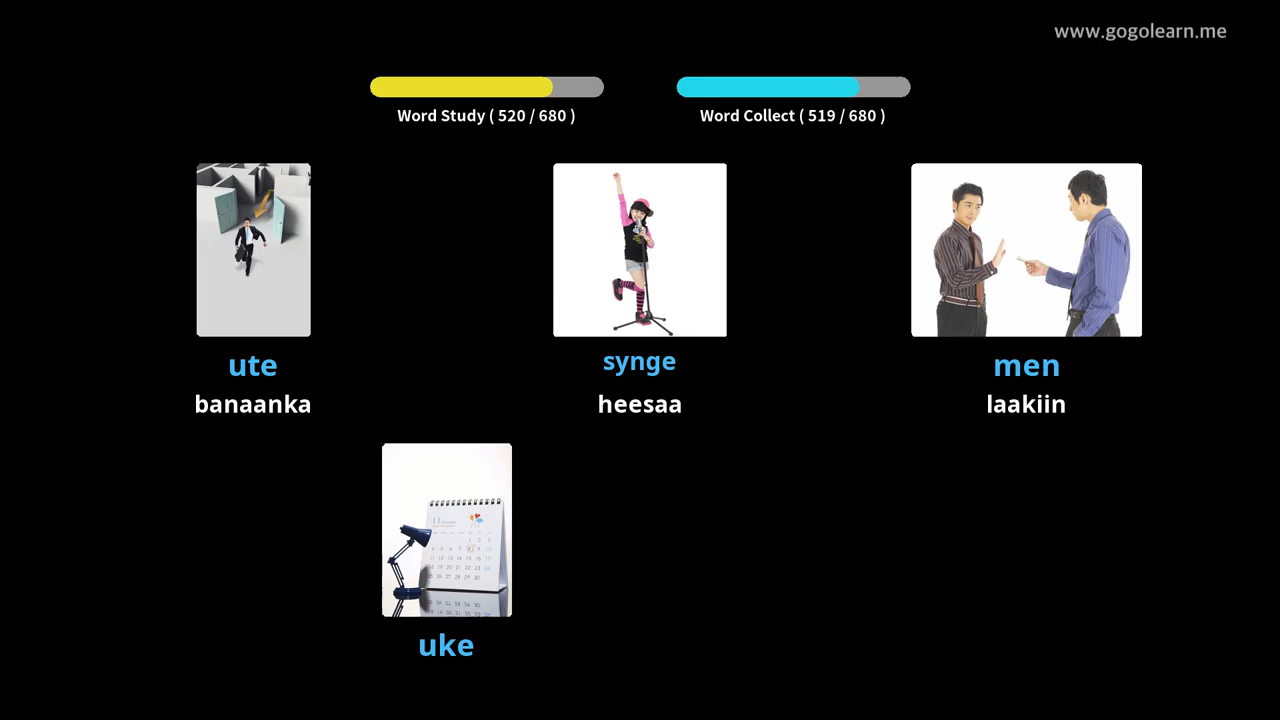 www.gogolearn.me
Word Study ( 520 / 680 )
Word Collect ( 519 / 680 )
ute
synge
men
banaanka
heesaa
laakiin
uke